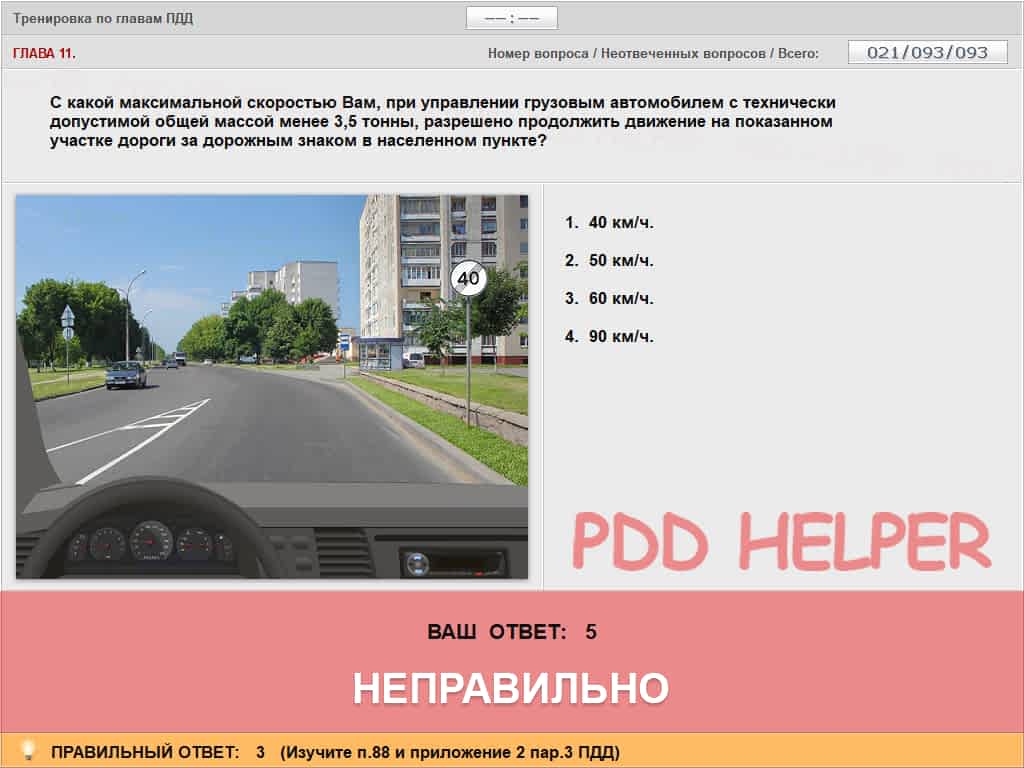 Тренировка по главам ПДД
—— : ——
ГЛАВА 11.
Номер вопроса / Неотвеченных вопросов / Всего:
021/093/093
С какой максимальной скоростью Вам, при управлении грузовым автомобилем с технически
допустимой общей массой менее 3,5 тонны, разрешено продолжить движение на показанном
участке дороги за дорожным знаком в населенном пункте?
40
1. 40 км/ч.
2. 50 км/ч.
3. 60 км/ч.
4. 90 км/ч.
PDD HELPER
ВАШ ОТВЕТ: 5
НЕПРАВИЛЬНО
ПРАВИЛЬНЫЙ ОТВЕТ: 3 (Изучите п.88 и приложение 2 пар.3 ПДД)